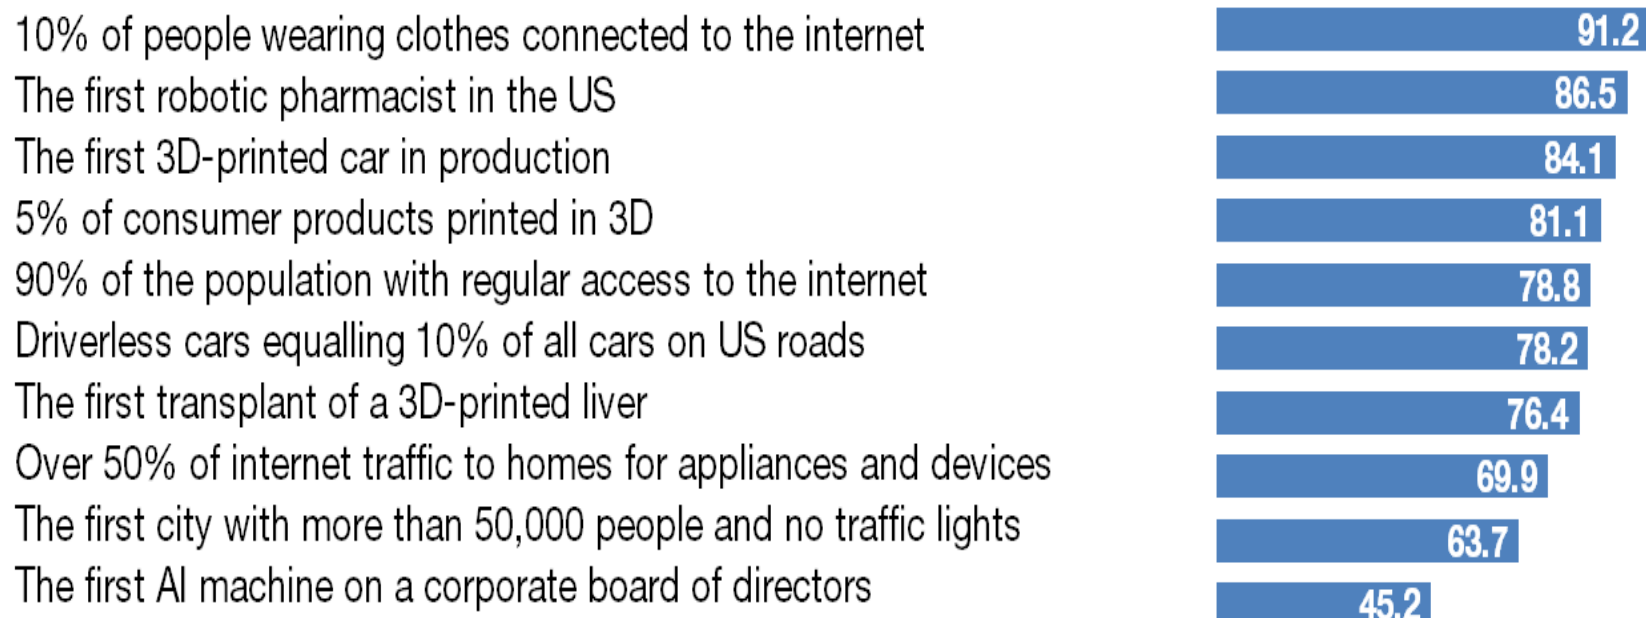 10% of people wearing clothes connected to the internet 91.2
The first robotic pharmacist in the US 86.5
The first 3D-printed car in production 84.1
5% of consumer products printed in 3D 81.1
90% of the population with regular access to the internet 78.8
Driverless cars equalling 10% of all cars on US roads 78.2
The first transplant of a 3D-printed liver 76.4
Over 50% of internet traffic to homes for appliances and devices 69.9
The first city with more than 50,000 people and no traffic lights 63.7
The first AI machine on a corporate board of directors 45.2